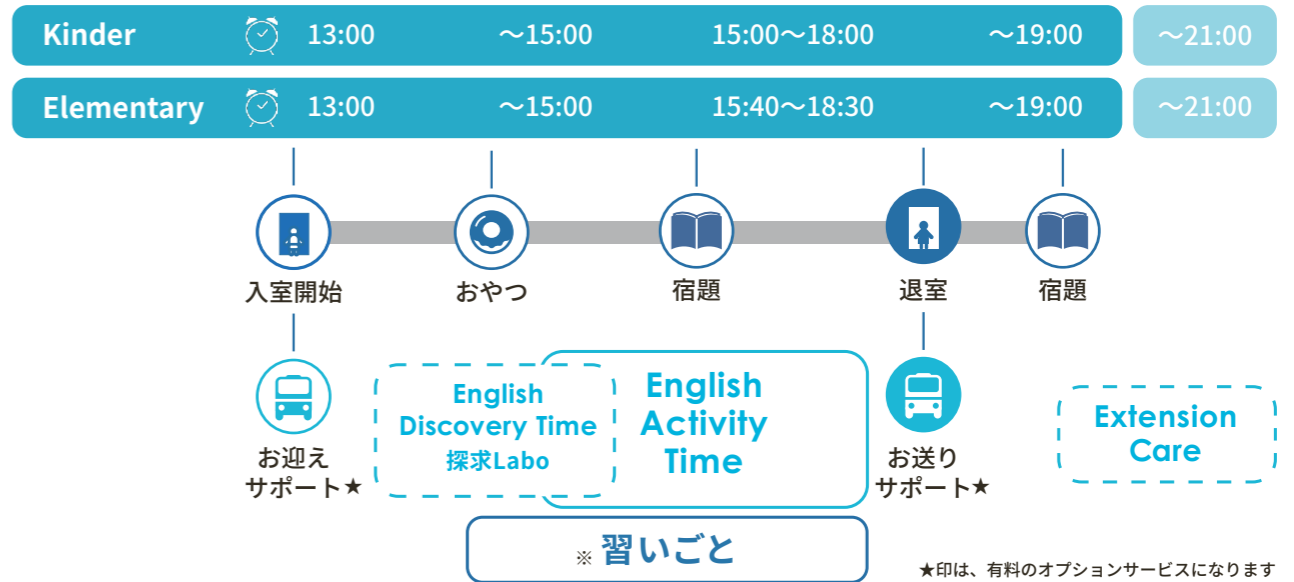 Kinder 13:00 ～15:00 15:00～18:00 ～19:00 ～21:00
Elementary 13:00 ～15:00 15:40～18:30 ～19:00 ～21:00
入室開始 おやつ 宿題 退室 宿題
お迎え
サポート★
English
Discovery Time
探求Labo
English
Activity
Time
お送り
サポート★
Extension
Care
※ 習いごと
★印は、有料のオプションサービスになります